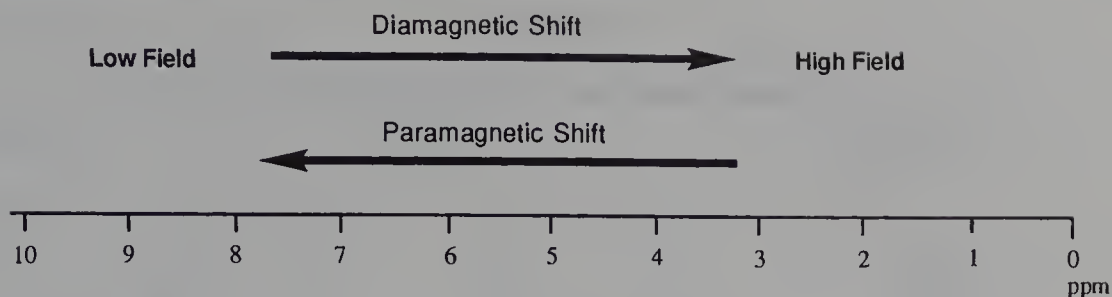 Diamagnetic Shift
Low Field High Field
Paramagnetic Shift
10 9 8 7 6 5 4 3 2 1 0
ppm